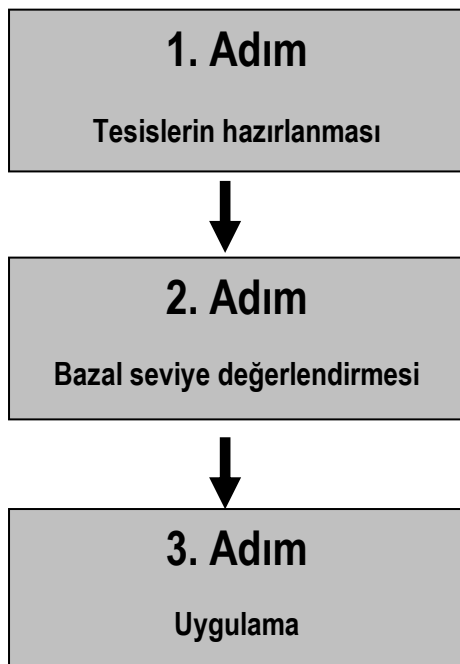 1. Adım
Tesislerin hazırlanması
2. Adım
Bazal seviye değerlendirmesi
3. Adım
Uygulama